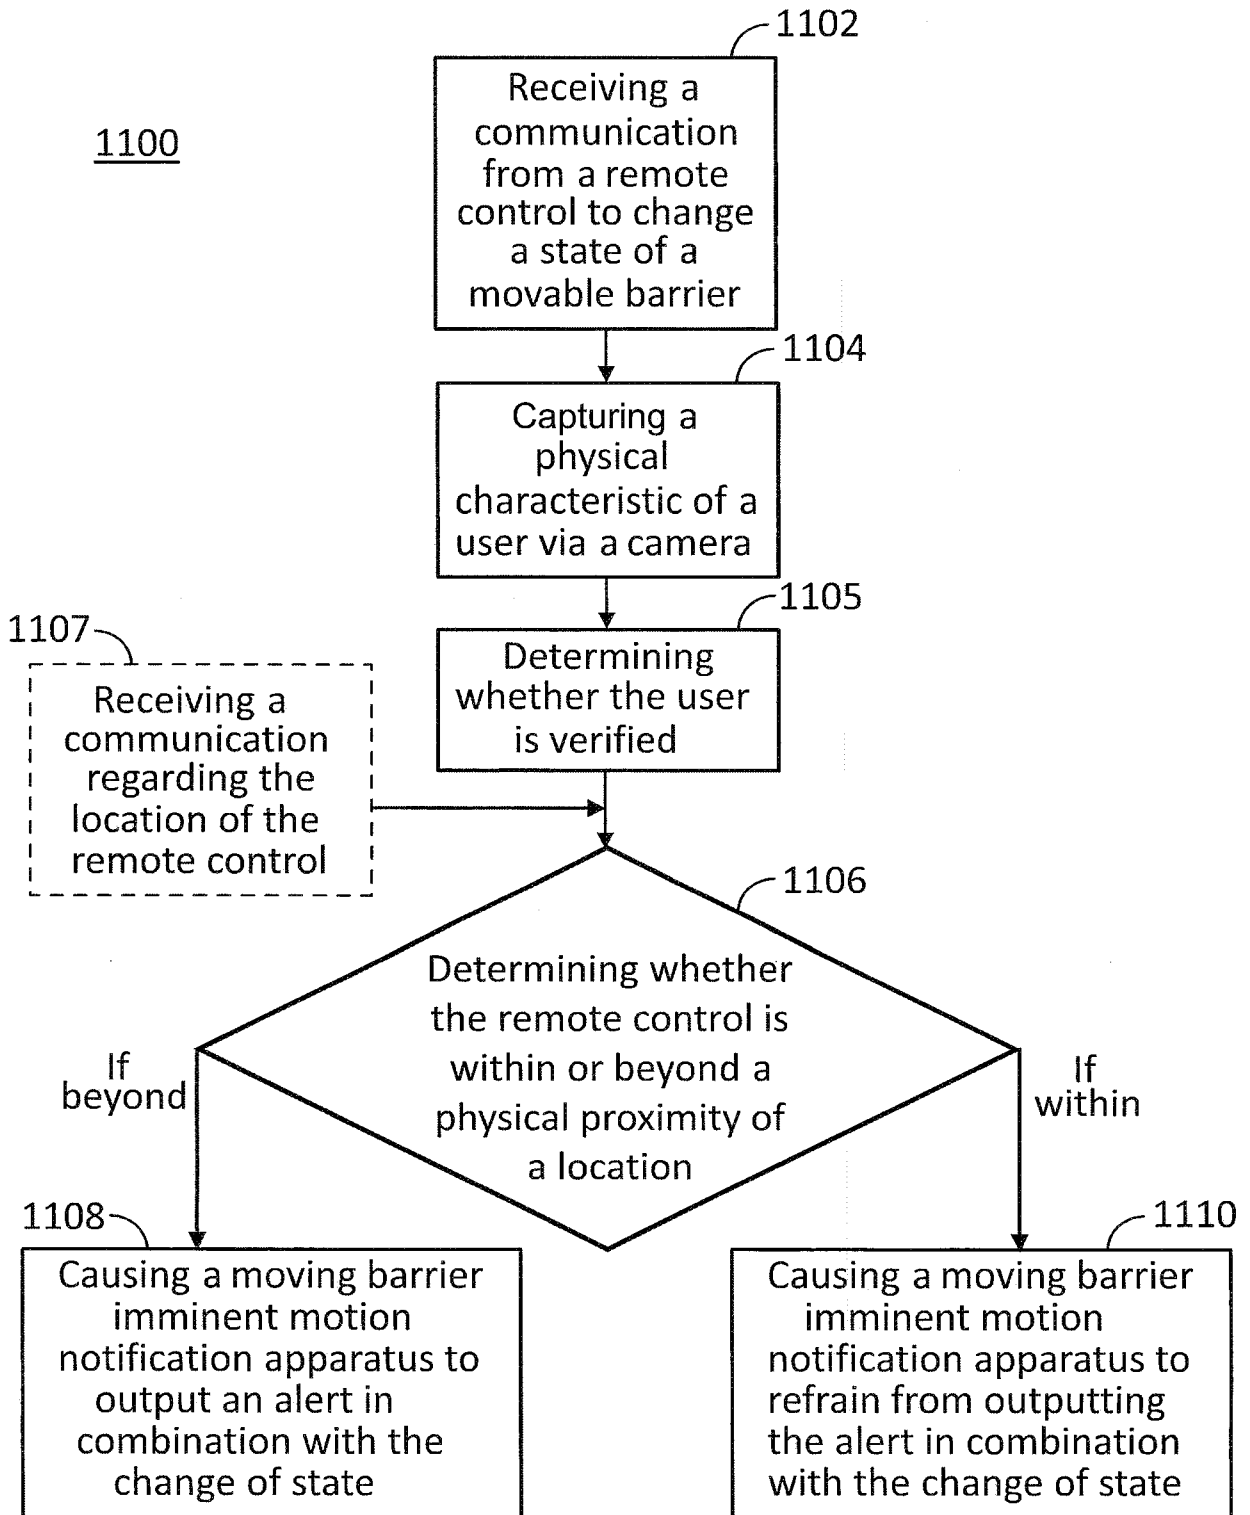 1102
Receiving a
communication
from a remote
control to change
a state of a
movable barrier
1100
1104
Capturing a
physical
characteristic of a
user via a camera
1105
Determining
whether the user
is verified
1107
Receiving a
communication
regarding the
location of the
remote control
1106
Determining whether
the remote control is
within or beyond a
physical proximity of
a location
If
beyond
If
within
1108
Causing a moving barrier
imminent motion
notification apparatus to
output an alert in
combination with the
change of state
1110
Causing a moving barrier
imminent motion
notification apparatus to
refrain from outputting
the alert in combination
with the change of state